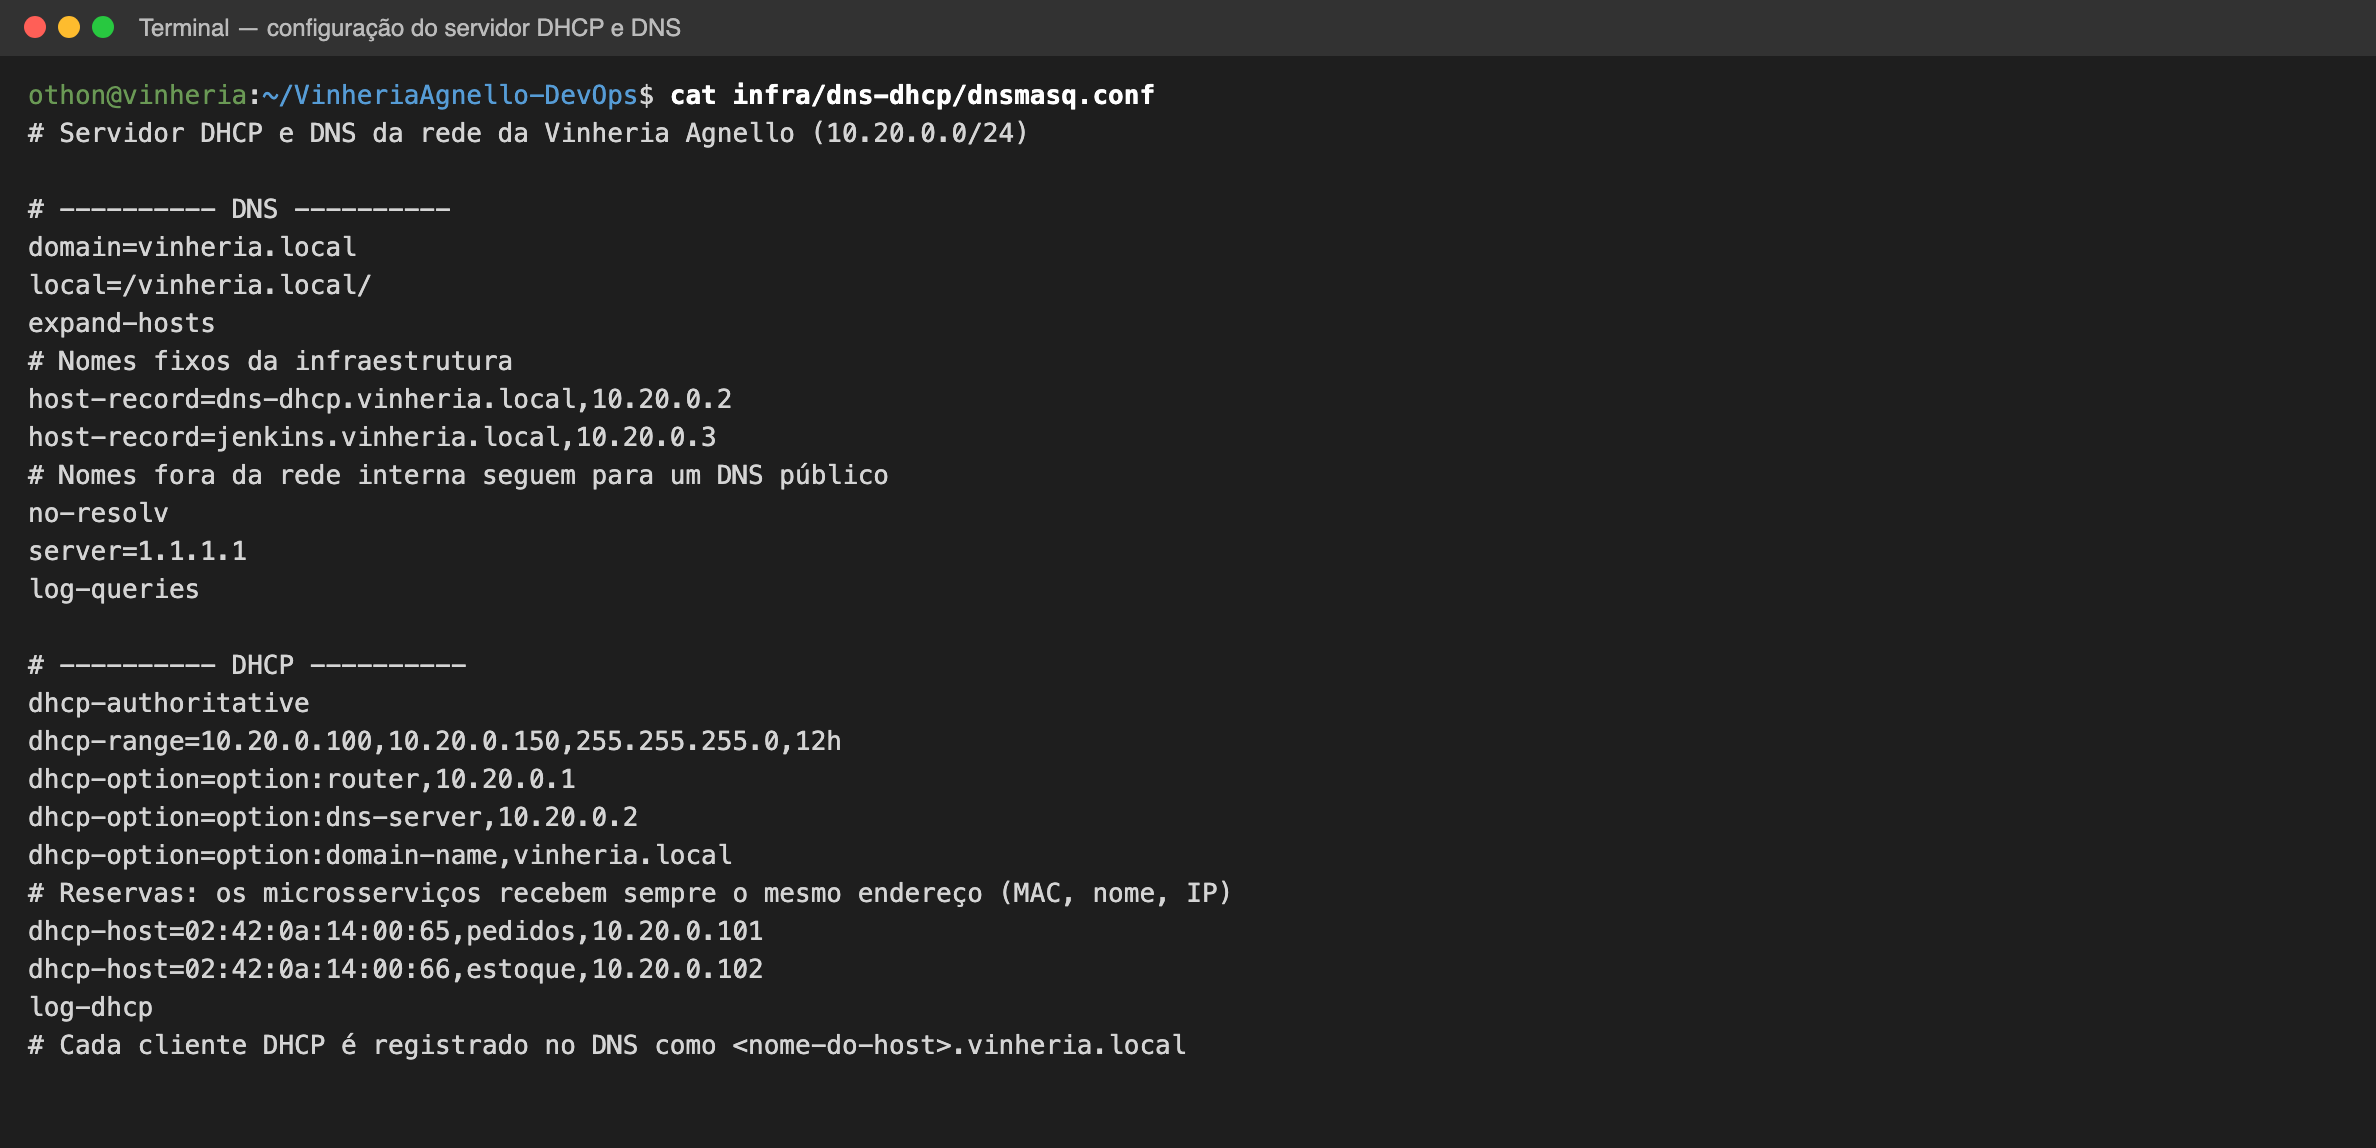 Terminal — configuração do servidor DHCP e DNS
othon@vinheria:~/VinheriaAgnello-DevOps$ cat infra/dns-dhcp/dnsmasq.conf
# Servidor DHCP e DNS da rede da Vinheria Agnello (10.20.0.0/24)
# ---------- DNS ----------
domain=vinheria.local
local=/vinheria.local/
expand-hosts
# Nomes fixos da infraestrutura
host-record=dns-dhcp.vinheria.local,10.20.0.2
host-record=jenkins.vinheria.local,10.20.0.3
# Nomes fora da rede interna seguem para um DNS público
no-resolv
server=1.1.1.1
log-queries
# ---------- DHCP ----------
dhcp-authoritative
dhcp-range=10.20.0.100,10.20.0.150,255.255.255.0,12h
dhcp-option=option:router,10.20.0.1
dhcp-option=option:dns-server,10.20.0.2
dhcp-option=option:domain-name,vinheria.local
# Reservas: os microsserviços recebem sempre o mesmo endereço (MAC, nome, IP)
dhcp-host=02:42:0a:14:00:65,pedidos,10.20.0.101
dhcp-host=02:42:0a:14:00:66,estoque,10.20.0.102
log-dhcp
# Cada cliente DHCP é registrado no DNS como <nome-do-host>.vinheria.local